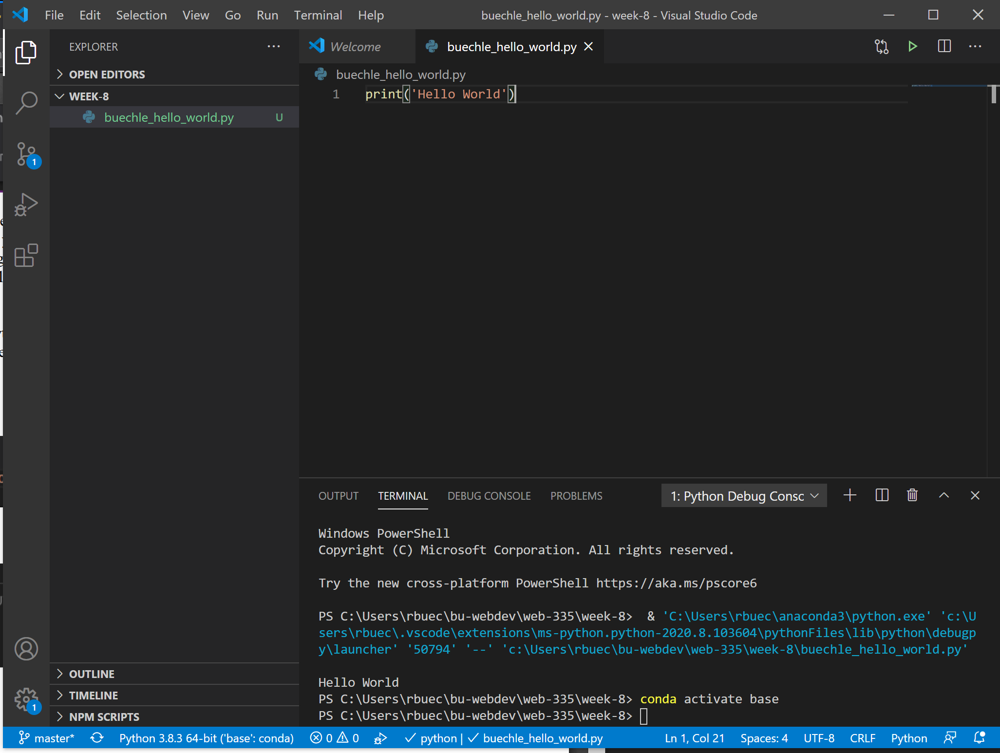 File Edit Selection View Go Run Terminal Help buechle_hello_world.py - week-8 - Visual Studio Code
EXPLORER
Welcome buechle_hello_world.py
OPEN EDITORS
buechle_hello_world.py
WEEK-8
1 print('Hello World')
buechle_hello_world.py U
1
OUTPUT TERMINAL DEBUG CONSOLE PROBLEMS 1: Python Debug Consc
Windows PowerShell
Copyright (C) Microsoft Corporation. All rights reserved.
Try the new cross-platform PowerShell https://aka.ms/pscore6
PS C:\Users\rbuec\bu-webdev\web-335\week-8>  & 'C:\Users\rbuec\anaconda3\python.exe' 'c:\U
sers\rbuec\.vscode\extensions\ms-python.python-2020.8.103604\pythonFiles\lib\python\debugp
y\launcher' '50794' '--' 'c:\Users\rbuec\bu-webdev\web-335\week-8\buechle_hello_world.py'
Hello World
PS C:\Users\rbuec\bu-webdev\web-335\week-8> conda activate base
PS C:\Users\rbuec\bu-webdev\web-335\week-8>
OUTLINE
TIMELINE
1
NPM SCRIPTS
master* Python 3.8.3 64-bit ('base': conda) 0 0 python | buechle_hello_world.py Ln 1, Col 21 Spaces: 4 UTF-8 CRLF Python